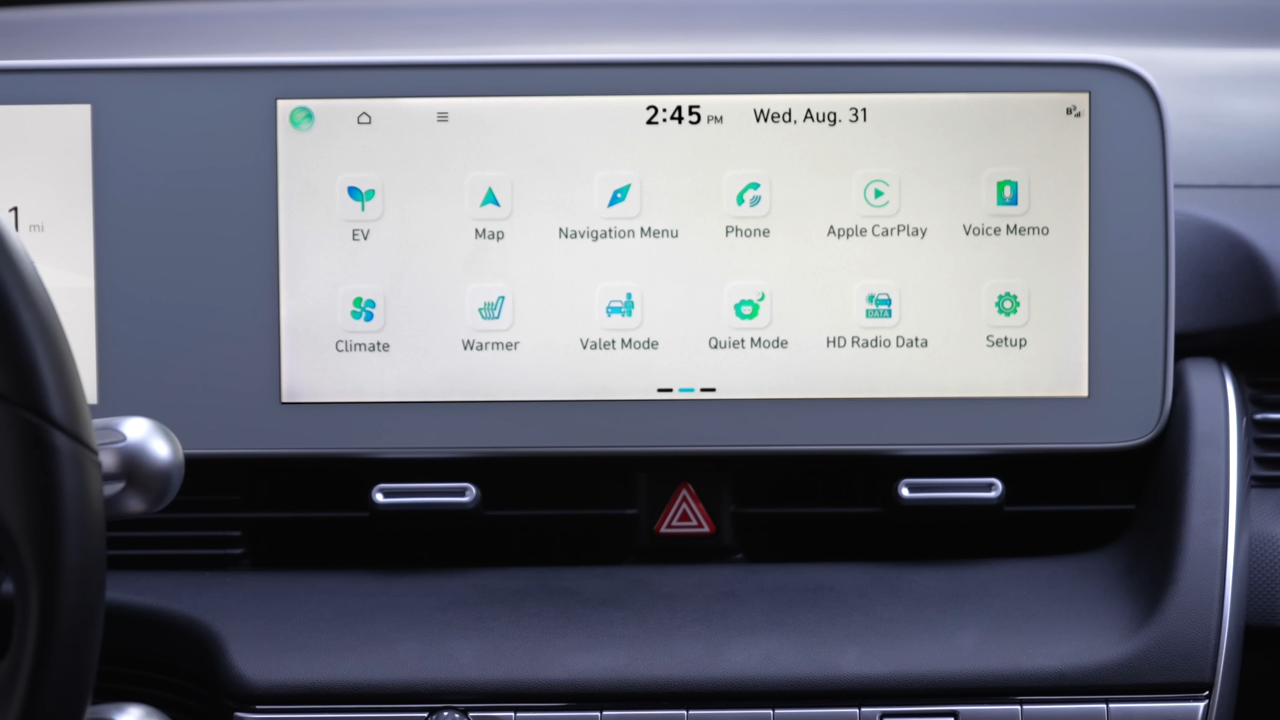 2:45 PM Wed, Aug. 31
1 mi
EV Map Navigation Menu Phone Apple CarPlay Voice Memo
Climate Warmer Valet Mode Quiet Mode HD Radio Data Setup
DATA